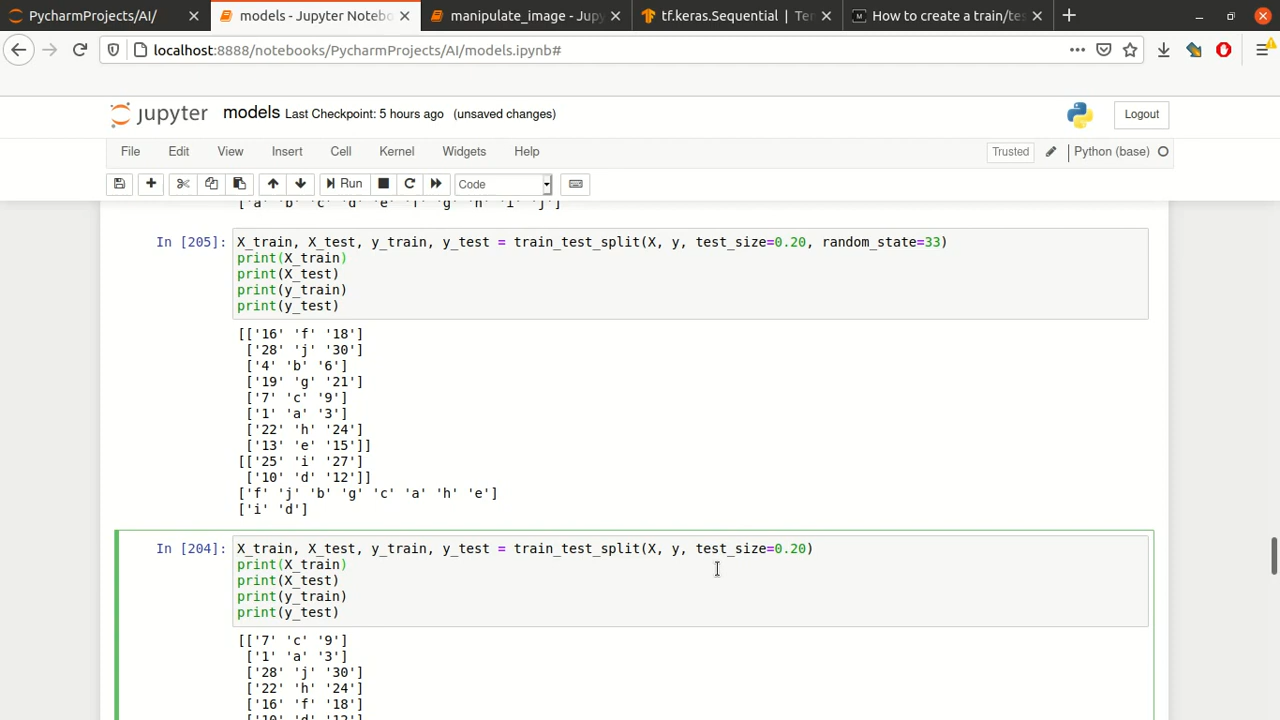 PycharmProjects/AI/
models - Jupyter Notebo
manipulate_image - Jupy
tf.keras.Sequential | Ten
How to create a train/tes
localhost:8888/notebooks/PycharmProjects/AI/models.ipynb#
jupyter models Last Checkpoint: 5 hours ago (unsaved changes)
Logout
File Edit View Insert Cell Kernel Widgets Help
Trusted
Python (base)
Run
Code
['a' 'b' 'c' 'd' 'e' 'f' 'g' 'h' 'i' 'j']
In [205]: X_train, X_test, y_train, y_test = train_test_split(X, y, test_size=0.20, random_state=33)
print(X_train)
print(X_test)
print(y_train)
print(y_test)
[['16' 'f' '18']
['28' 'j' '30']
['4' 'b' '6']
['19' 'g' '21']
['7' 'c' '9']
['1' 'a' '3']
['22' 'h' '24']
['13' 'e' '15']]
[['25' 'i' '27']
['10' 'd' '12']]
['f' 'j' 'b' 'g' 'c' 'a' 'h' 'e']
['i' 'd']
In [204]: X_train, X_test, y_train, y_test = train_test_split(X, y, test_size=0.20)
print(X_train)
print(X_test)
print(y_train)
print(y_test)
[['7' 'c' '9']
['1' 'a' '3']
['28' 'j' '30']
['22' 'h' '24']
['16' 'f' '18']
['10' 'd' '12']